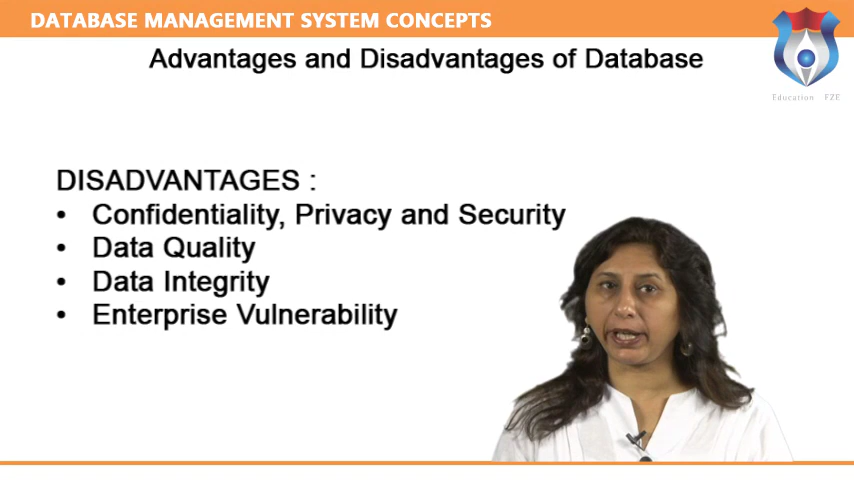 DATABASE MANAGEMENT SYSTEM CONCEPTS
Advantages and Disadvantages of Database
Education FZE
DISADVANTAGES :
• Confidentiality, Privacy and Security
• Data Quality
• Data Integrity
• Enterprise Vulnerability